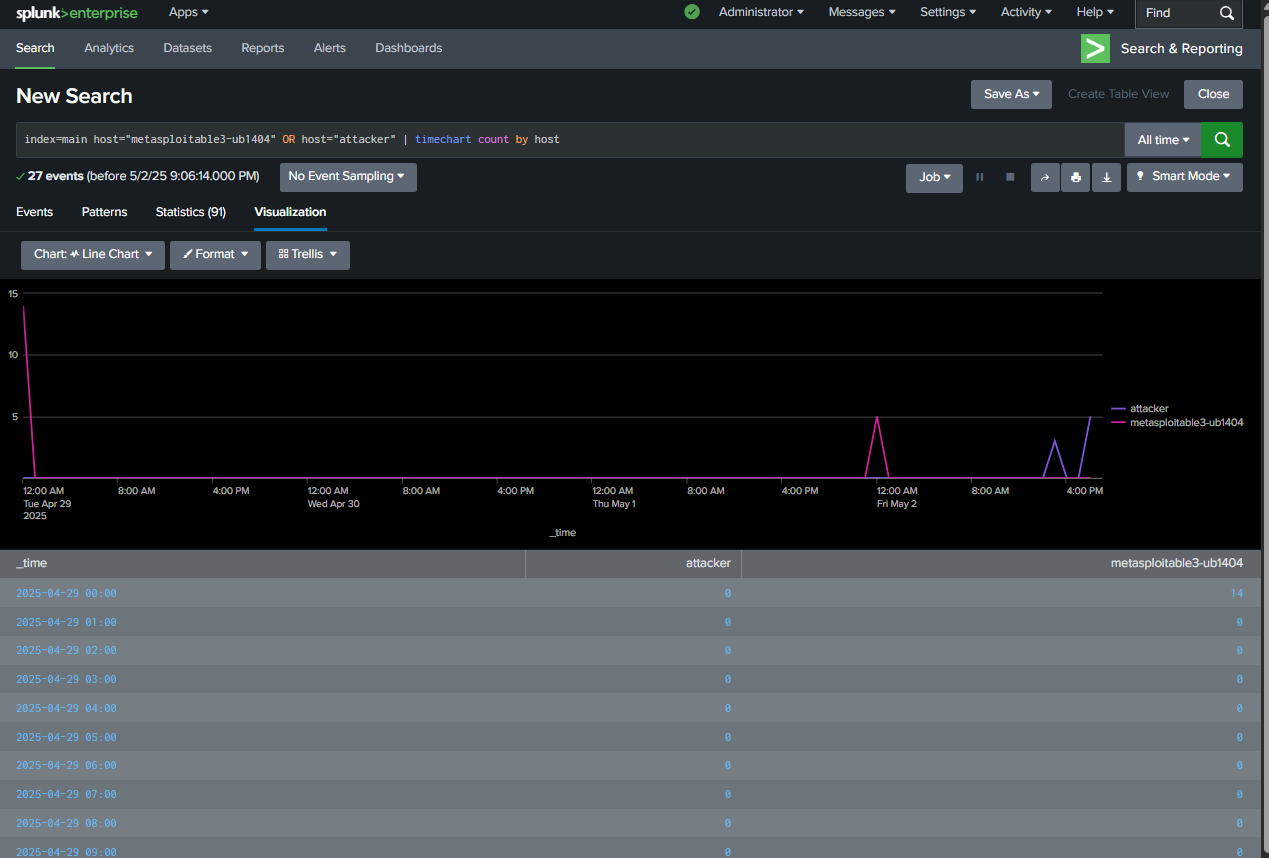 splunk>enterprise Apps Administrator Messages Settings Activity Help Find
Search Analytics Datasets Reports Alerts Dashboards Search & Reporting
New Search Save As Create Table View Close
index=main host="metasploitable3-ub1404" OR host="attacker" | timechart count by host All time
27 events (before 5/2/25 9:06:14.000 PM) No Event Sampling Job Smart Mode
Events Patterns Statistics (91) Visualization
Chart: Line Chart Format Trellis
15
10
5
attacker
metasploitable3-ub1404
12:00 AM 8:00 AM 4:00 PM 12:00 AM 8:00 AM 4:00 PM 12:00 AM 8:00 AM 4:00 PM 12:00 AM 8:00 AM 4:00 PM
Tue Apr 29 Wed Apr 30 Thu May 1 Fri May 2
2025
_time
_time attacker metasploitable3-ub1404
2025-04-29 00:00 0 14
2025-04-29 01:00 0 0
2025-04-29 02:00 0 0
2025-04-29 03:00 0 0
2025-04-29 04:00 0 0
2025-04-29 05:00 0 0
2025-04-29 06:00 0 0
2025-04-29 07:00 0 0
2025-04-29 08:00 0 0
2025-04-29 09:00 0 0